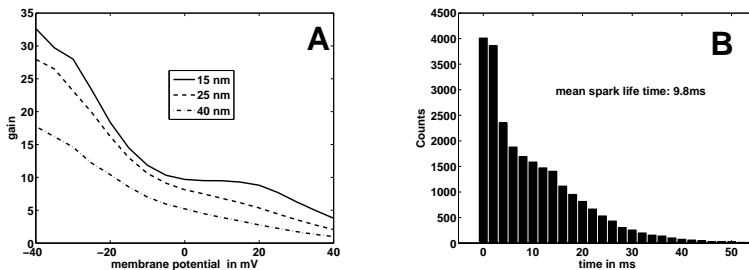 A
35
30
25
20
15
10
5
0
gain
15 nm
25 nm
40 nm
−40
−20
0
20
40
membrane potential in mV
B
4500
4000
3500
3000
2500
2000
1500
1000
500
0
Counts
mean spark life time: 9.8ms
0
10
20
30
40
50
time in ms